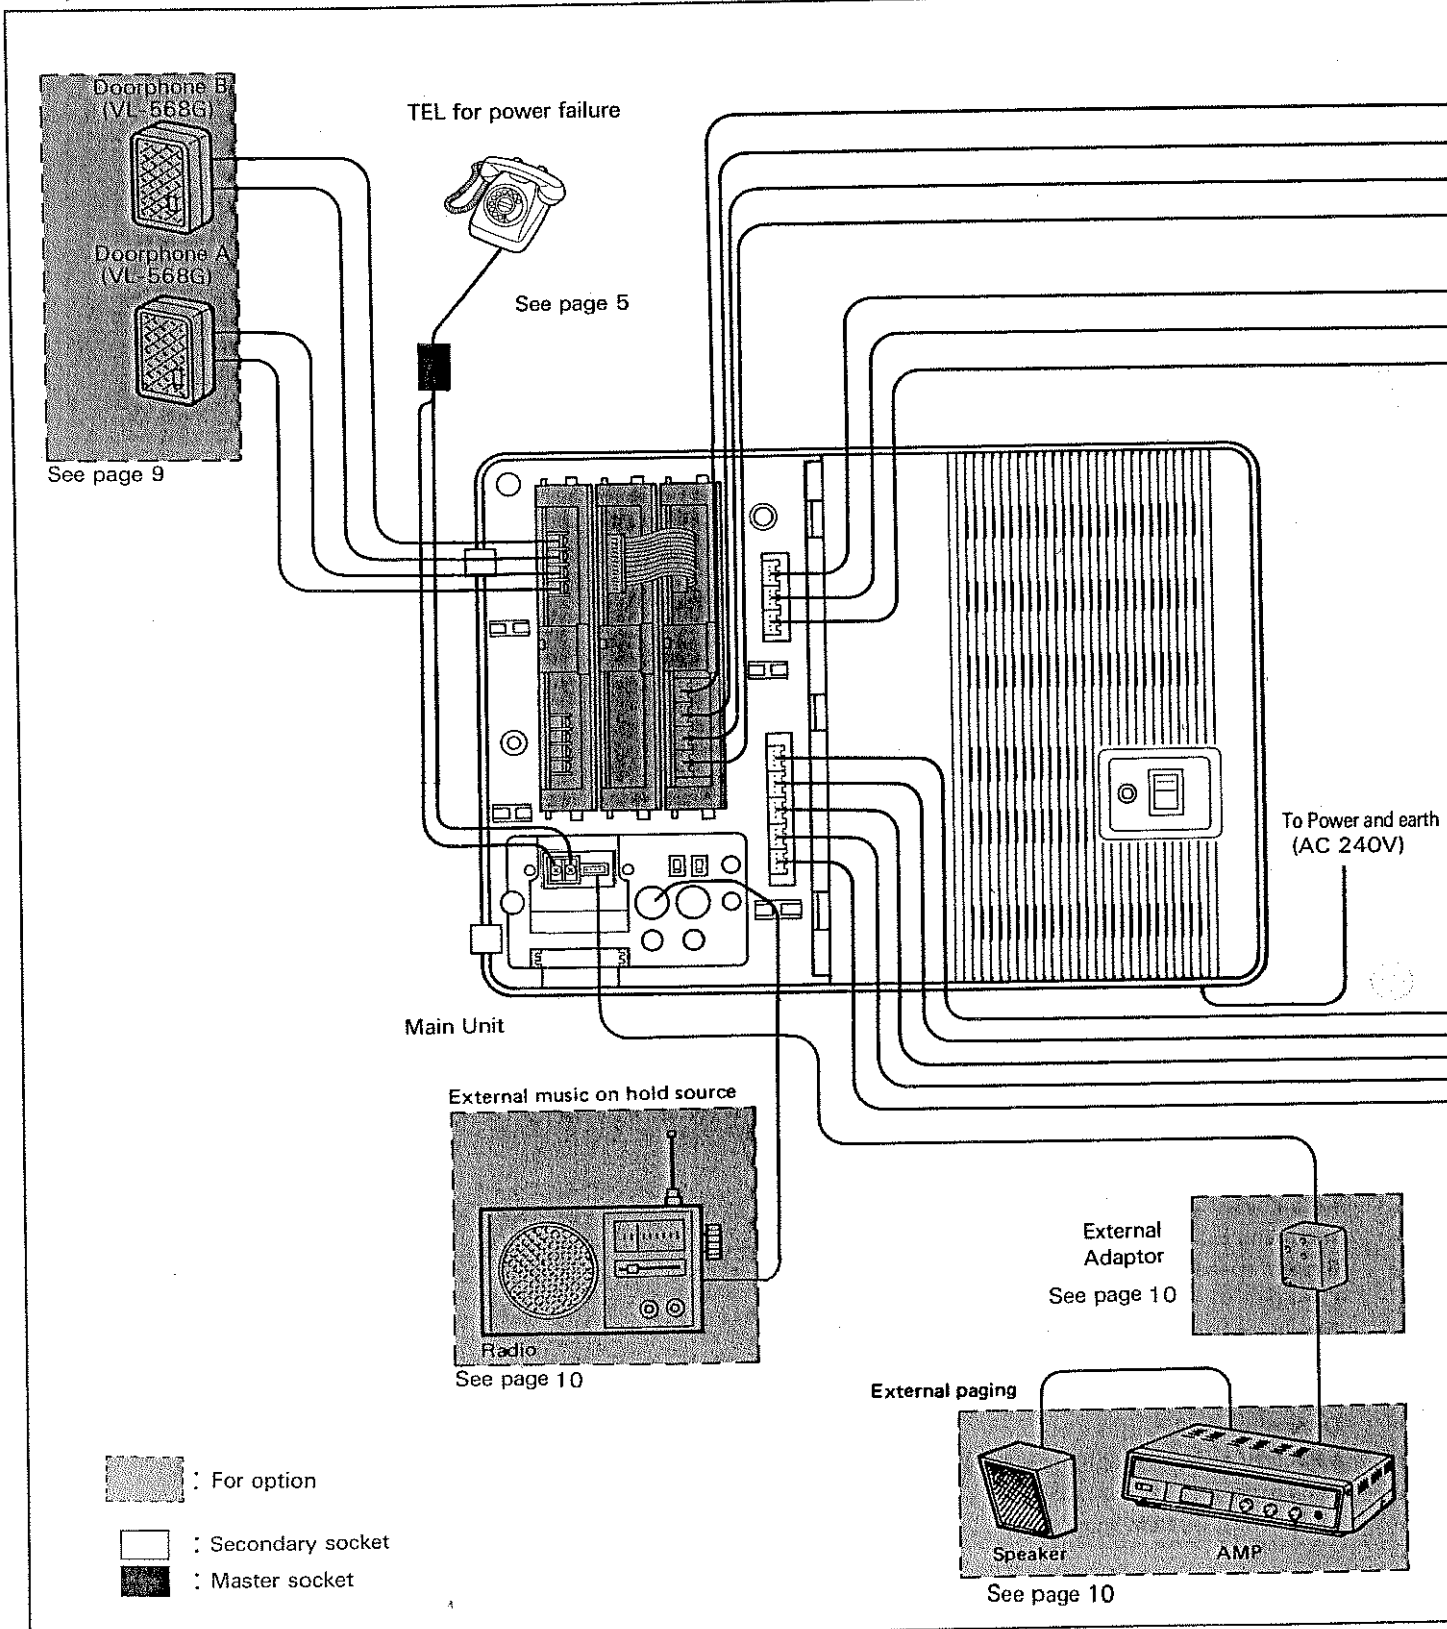 Doorphone B
(VL-568G)
TEL for power failure
Doorphone A
(VL-568G)
See page 5
See page 9
To Power and earth
(AC 240V)
Main Unit
External music on hold source
Radio
See page 10
External
Adaptor
See page 10
External paging
Speaker
AMP
See page 10
: For option
: Secondary socket
: Master socket